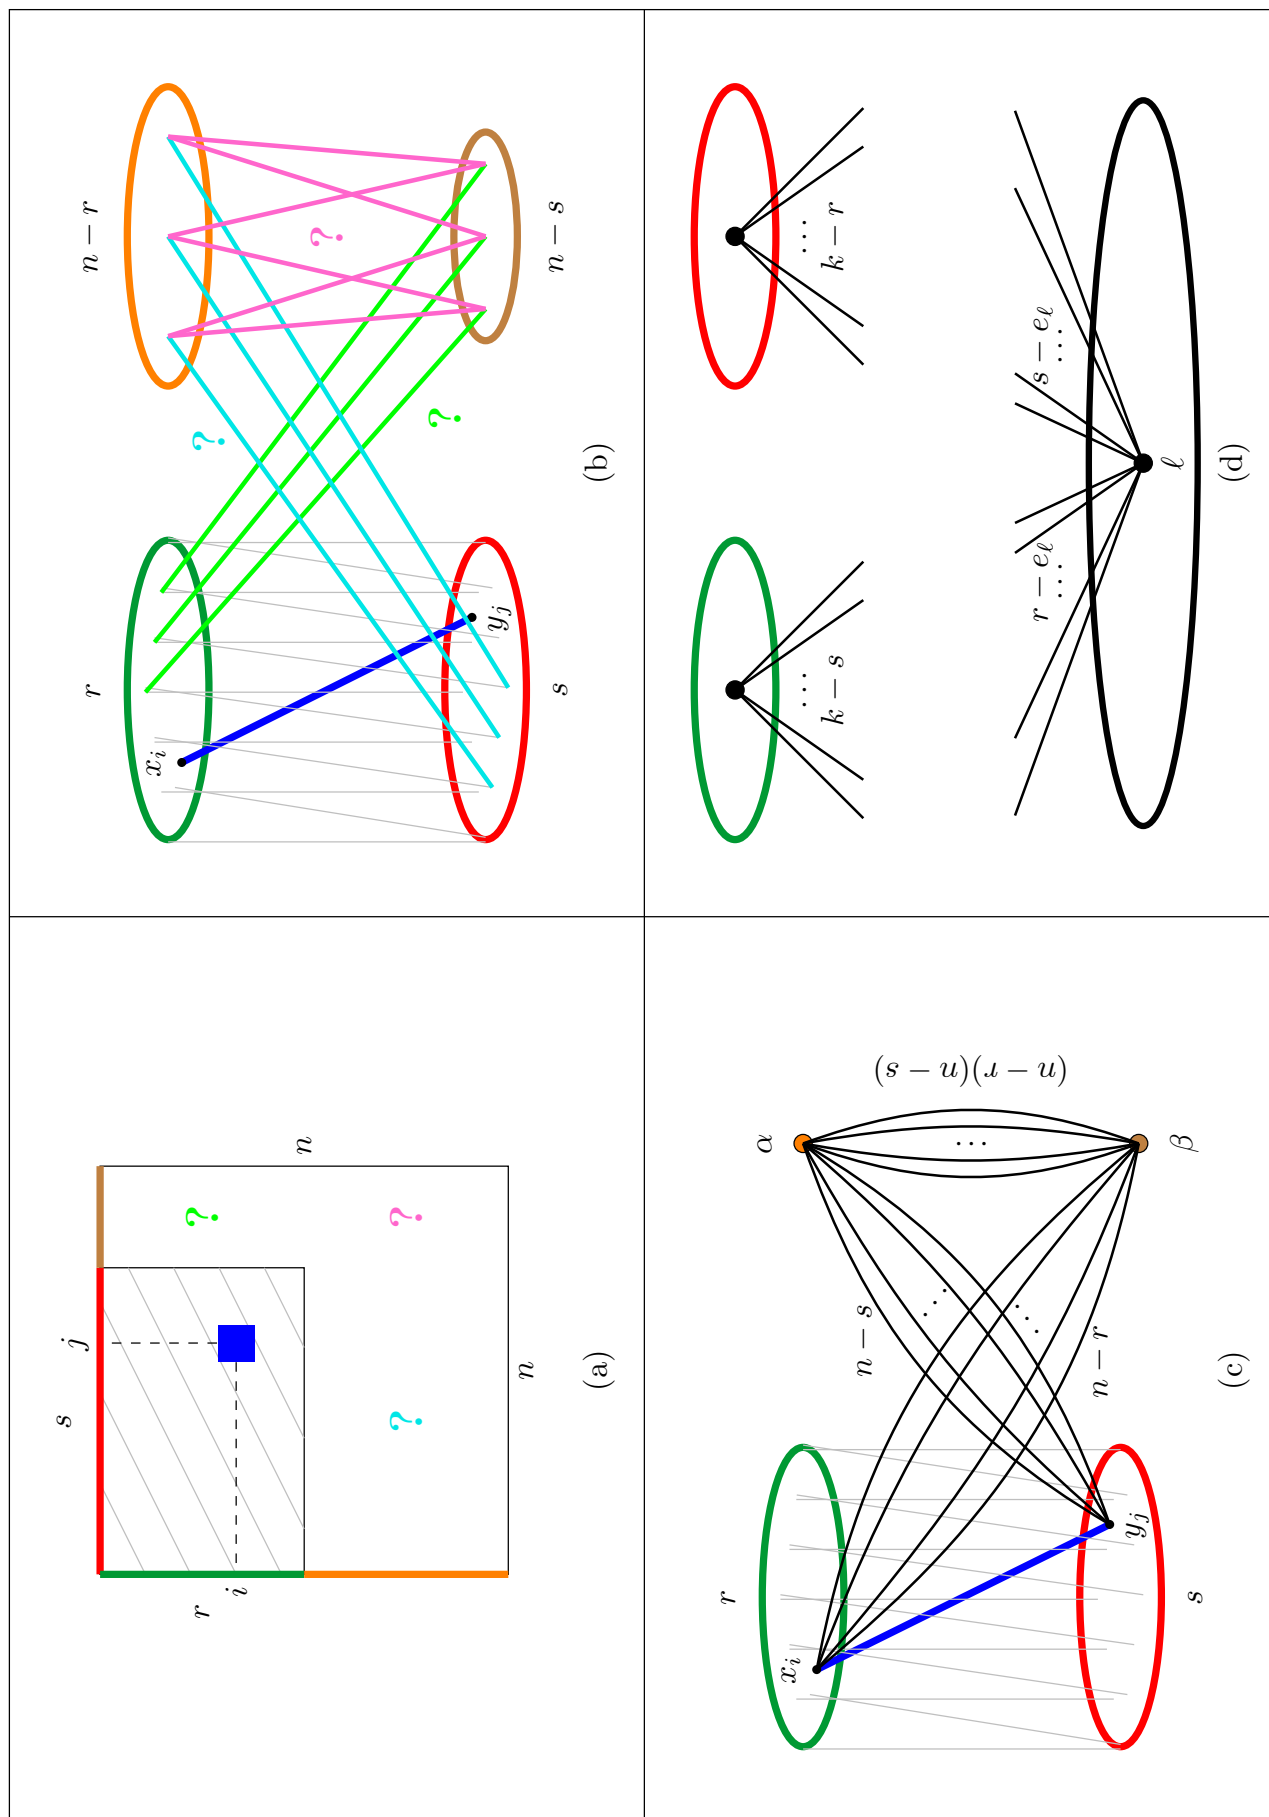 s
j
r
i
?
?
?
n
n
(a)
r
n − r
x_i
?
?
?
y_j
s
n − s
(b)
r
α
x_i
n − s
⋯
(n − r)(n − s)
⋯
⋯
n − r
y_j
s
β
(c)
....
k − s
....
k − r
r − e_ℓ
....
s − e_ℓ
....
ℓ
(d)